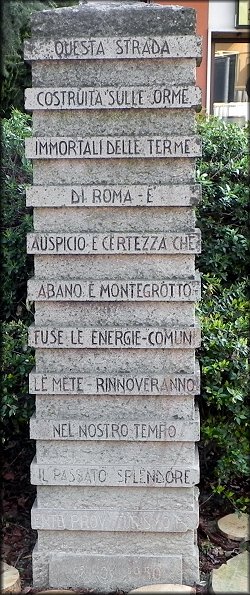 QUESTA STRADA
COSTRUITA SULLE ORME
IMMORTALI DELLE TERME
DI ROMA - E'
AUSPICIO E CERTEZZA CHE
ABANO E MONTEGROTTO
FUSE LE ENERGIE - COMUNI
LE METE - RINNOVERANNO
NEL NOSTRO TEMPO
IL PASSATO SPLENDORE